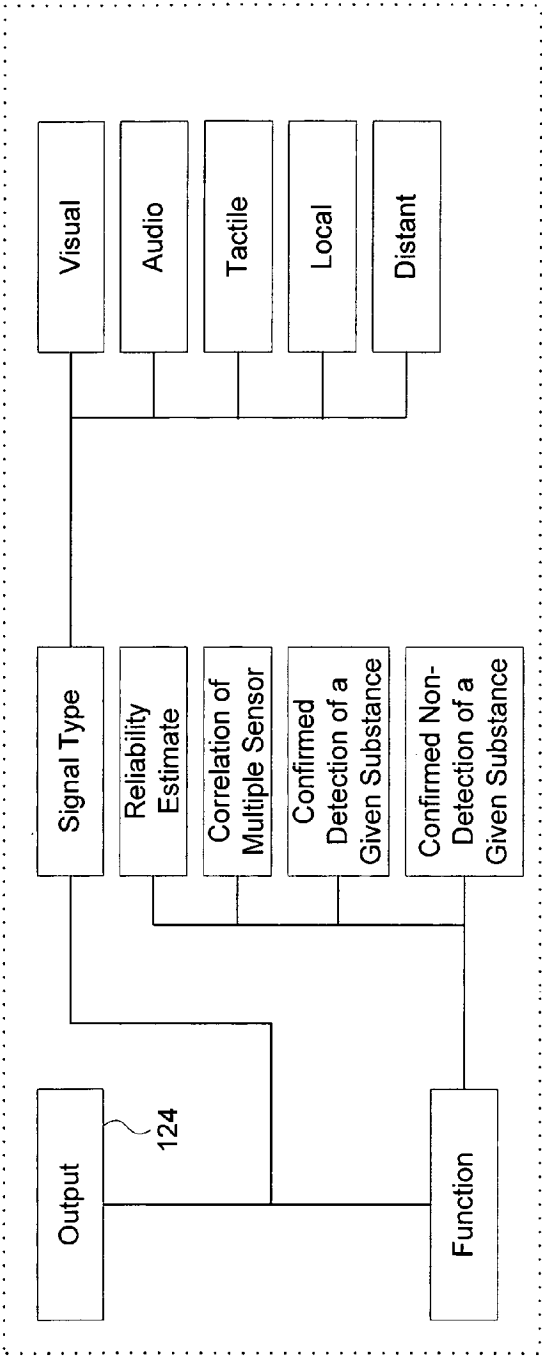 Output
124
Function
Signal Type
Reliability
Estimate
Correlation of
Multiple Sensor
Confirmed
Detection of a
Given Substance
Confirmed Non-
Detection of a
Given Substance
Visual
Audio
Tactile
Local
Distant